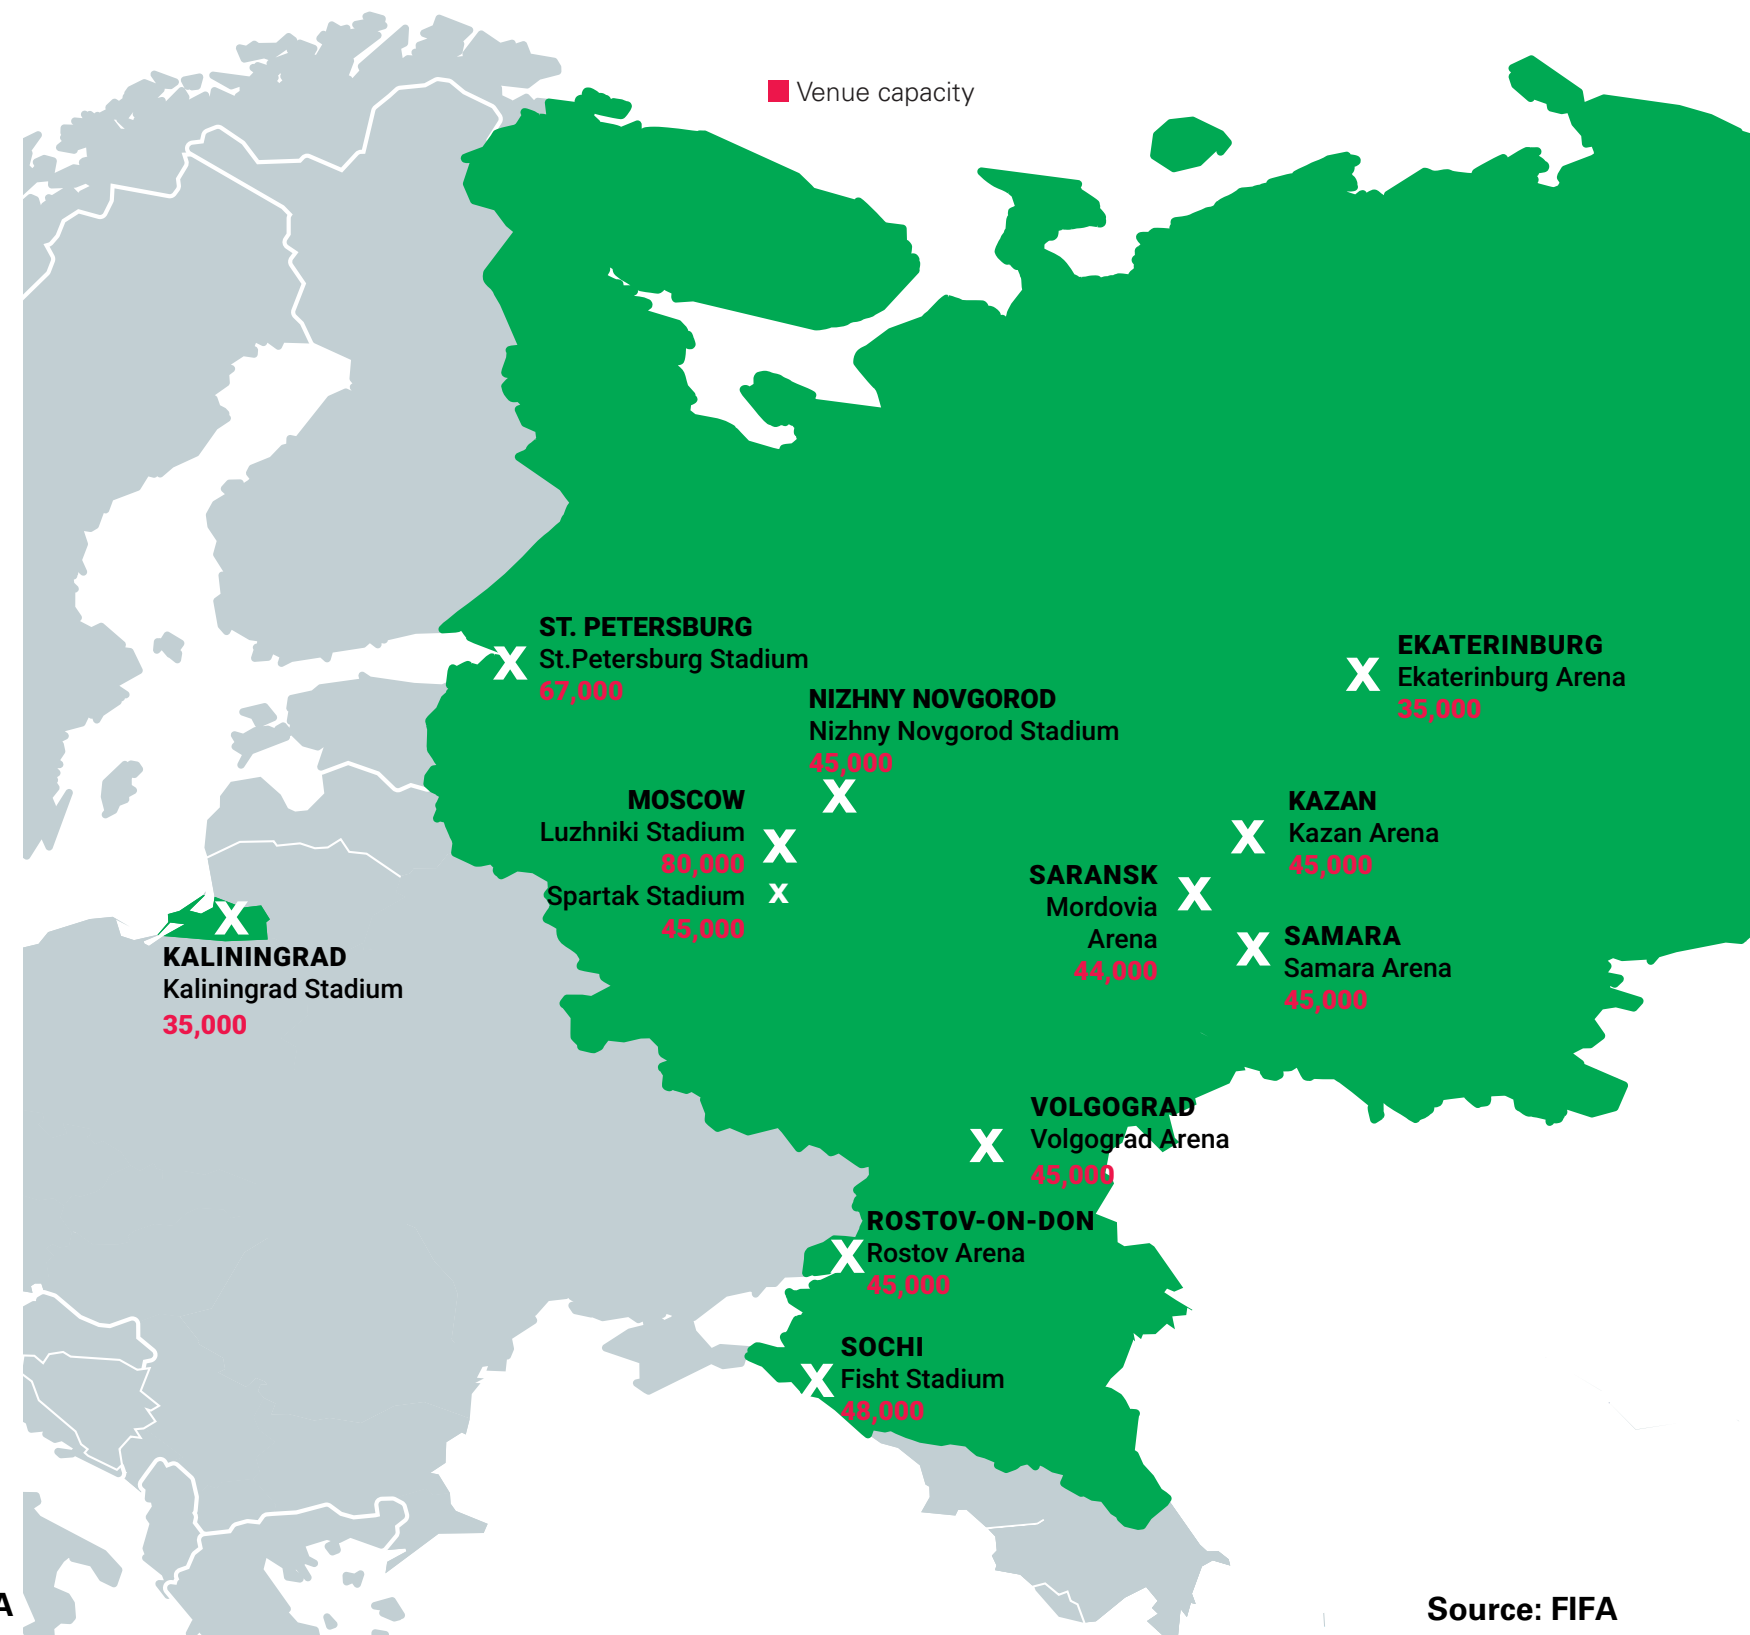 Venue capacity
ST. PETERSBURG
St.Petersburg Stadium
67,000
EKATERINBURG
Ekaterinburg Arena
35,000
NIZHNY NOVGOROD
Nizhny Novgorod Stadium
45,000
MOSCOW
Luzhniki Stadium
80,000
Spartak Stadium
45,000
KAZAN
Kazan Arena
45,000
SARANSK
Mordovia
Arena
44,000
SAMARA
Samara Arena
45,000
KALININGRAD
Kaliningrad Stadium
35,000
VOLGOGRAD
Volgograd Arena
45,000
ROSTOV-ON-DON
Rostov Arena
45,000
SOCHI
Fisht Stadium
48,000
A
Source: FIFA